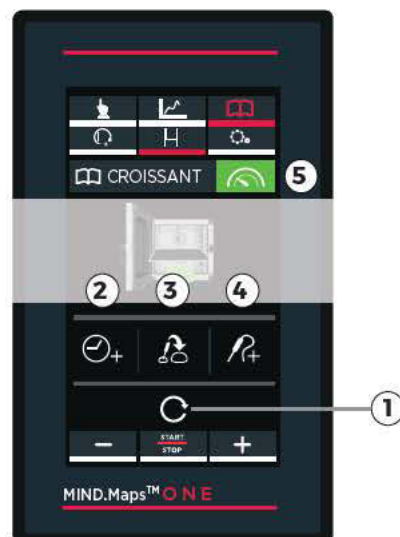 CROISSANT
5
2
3
4
+
+
1
START
STOP
− +
MIND.Maps™ ONE